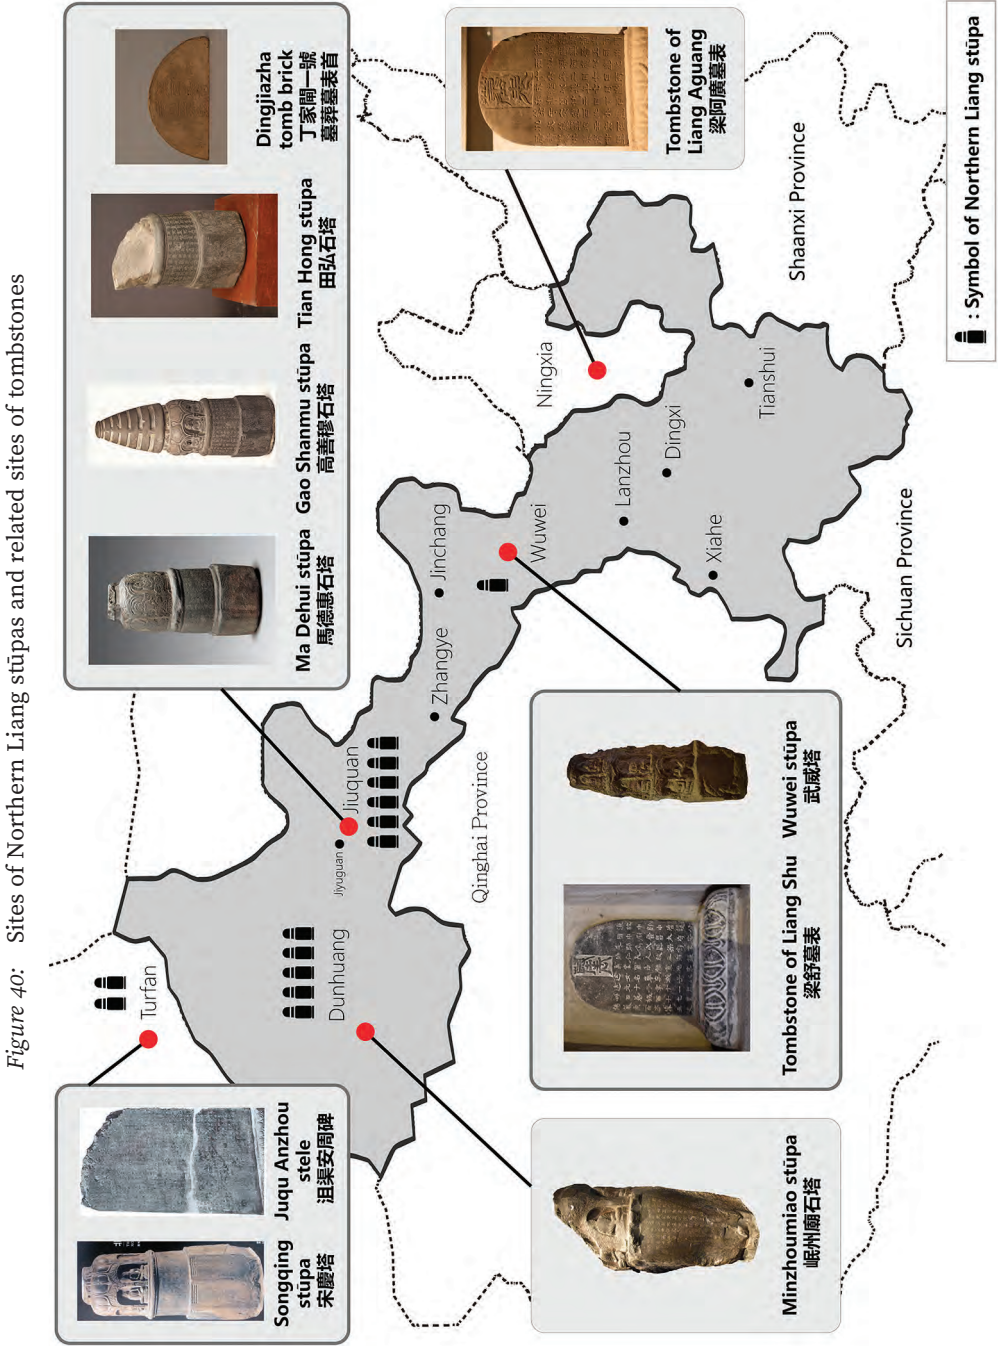 Figure 40: Sites of Northern Liang stūpas and related sites of tombstones
Songqing
stūpa
宋慶塔
Juqu Anzhou
stele
沮渠安周碑
Ma Dehui stūpa
馬德惠石塔
Gao Shanmu stūpa
高善穆石塔
Tian Hong stūpa
田弘石塔
Dingjiazha
tomb brick
丁家閘一號
墓葬墓表首
Turfan
Dunhuang
Jiyuguan
Jiuquan
Zhangye
Jinchang
Wuwei
Ningxia
Lanzhou
Dingxi
Xiahe
Tianshui
Qinghai Province
Sichuan Province
Shaanxi Province
Tombstone of
Liang Aguang
梁阿廣墓表
Minzhoumiao stūpa
岷州廟石塔
Tombstone of Liang Shu
梁舒墓表
Wuwei stūpa
武威塔
: Symbol of Northern Liang stūpa